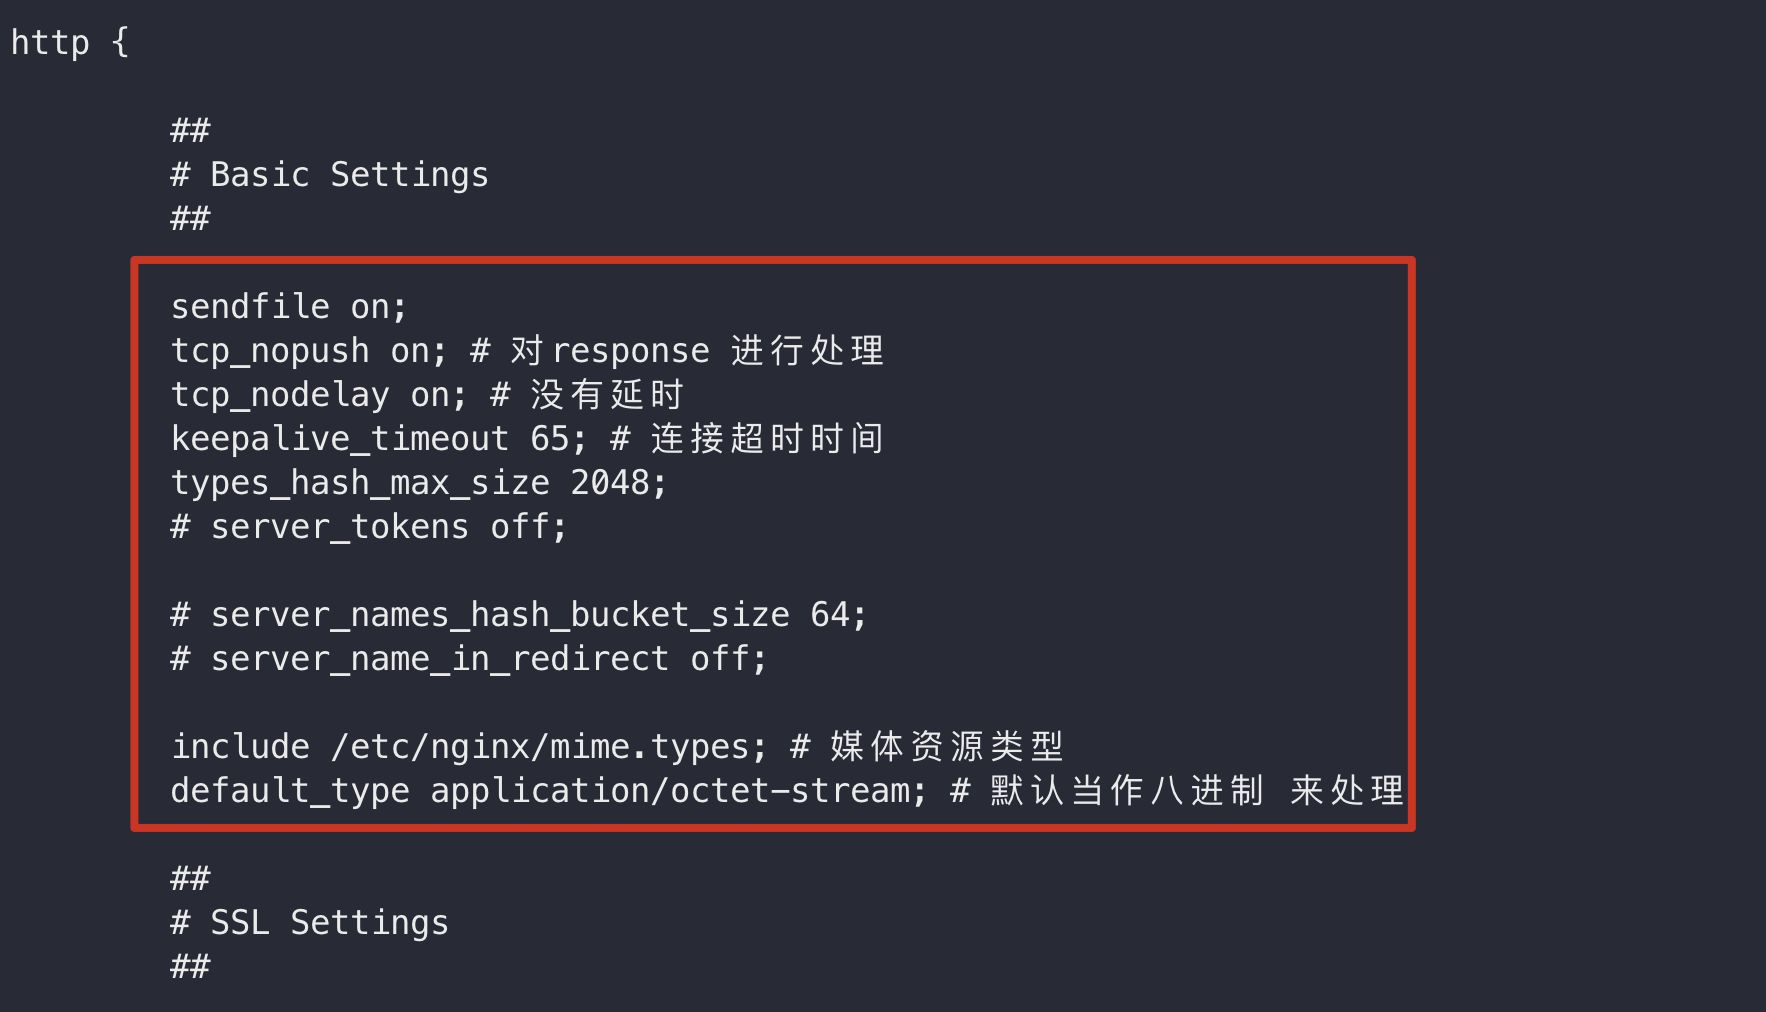 http {
##
# Basic Settings
##
sendfile on;
tcp_nopush on; # 对response 进行处理
tcp_nodelay on; # 没有延时
keepalive_timeout 65; # 连接超时时间
types_hash_max_size 2048;
# server_tokens off;
# server_names_hash_bucket_size 64;
# server_name_in_redirect off;
include /etc/nginx/mime.types; # 媒体资源类型
default_type application/octet-stream; # 默认当作八进制 来处理
##
# SSL Settings
##